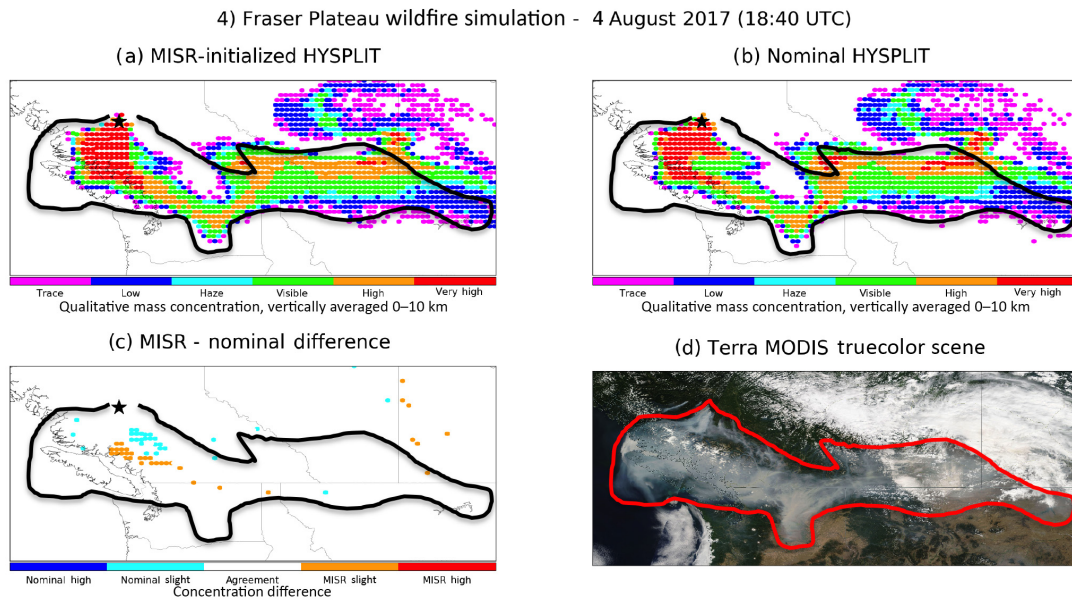 4) Fraser Plateau wildfire simulation - 4 August 2017 (18:40 UTC)
(a) MISR-initialized HYSPLIT
(b) Nominal HYSPLIT
Trace Low Haze Visible High Very high
Qualitative mass concentration, vertically averaged 0–10 km
Trace Low Haze Visible High Very high
Qualitative mass concentration, vertically averaged 0–10 km
(c) MISR - nominal difference
(d) Terra MODIS truecolor scene
Nominal high Nominal slight Agreement MISR slight MISR high
Concentration difference